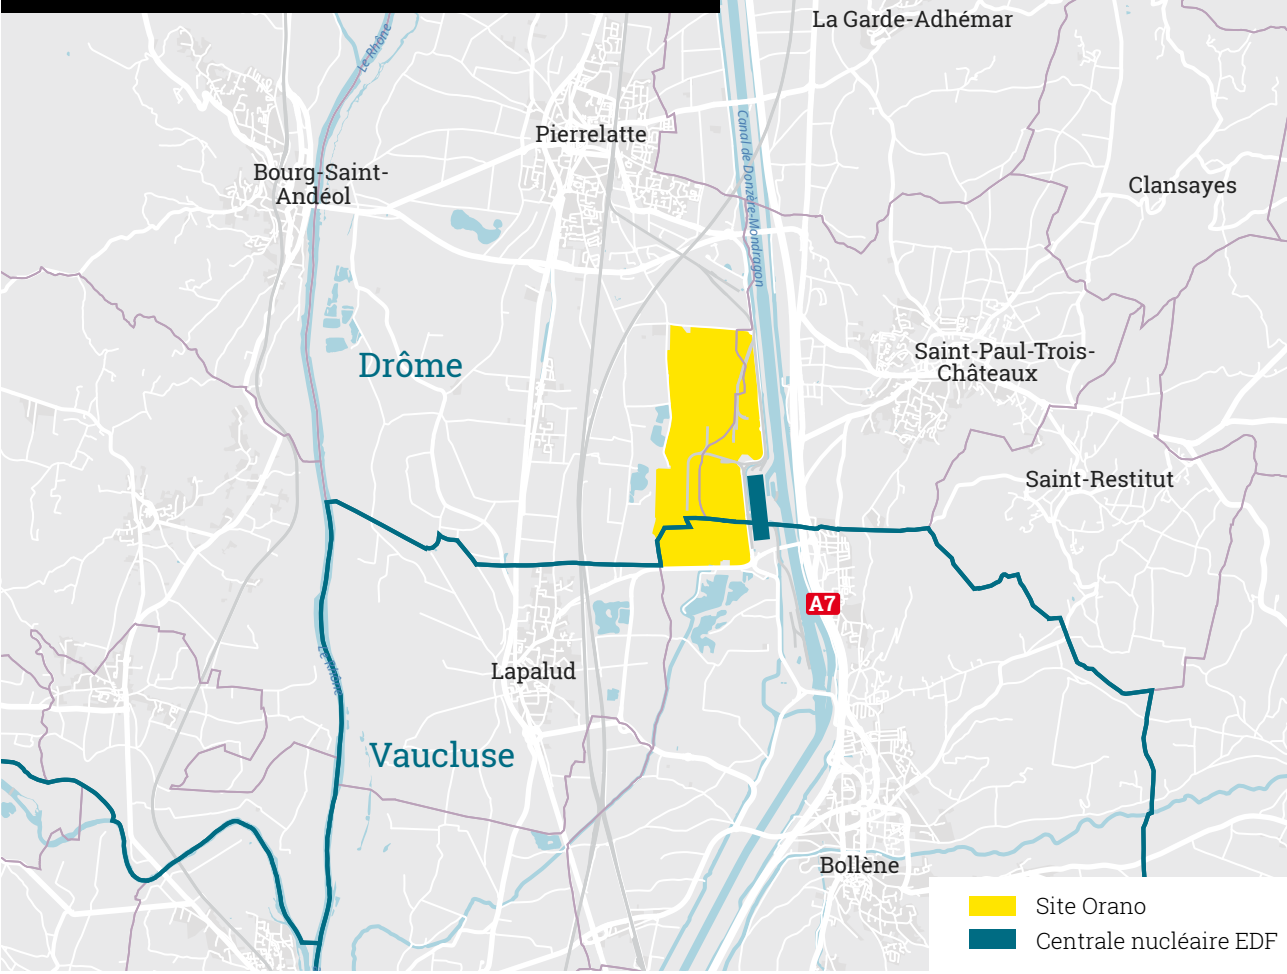 La Garde-Adhémar
Le Rhône
Pierrelatte
Canal de Donzère-Mondragon
Bourg-Saint-
Andéol
Clansayes
Drôme
Saint-Paul-Trois-
Châteaux
Saint-Restitut
A7
Le Rhône
Lapalud
Vaucluse
Bollène
Site Orano
Centrale nucléaire EDF